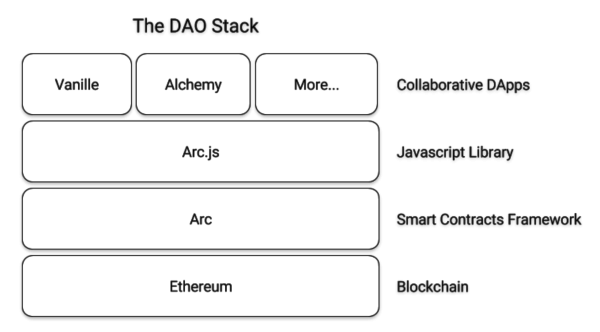 The DAO Stack
Vanille Alchemy More... Collaborative DApps
Arc.js Javascript Library
Arc Smart Contracts Framework
Ethereum Blockchain